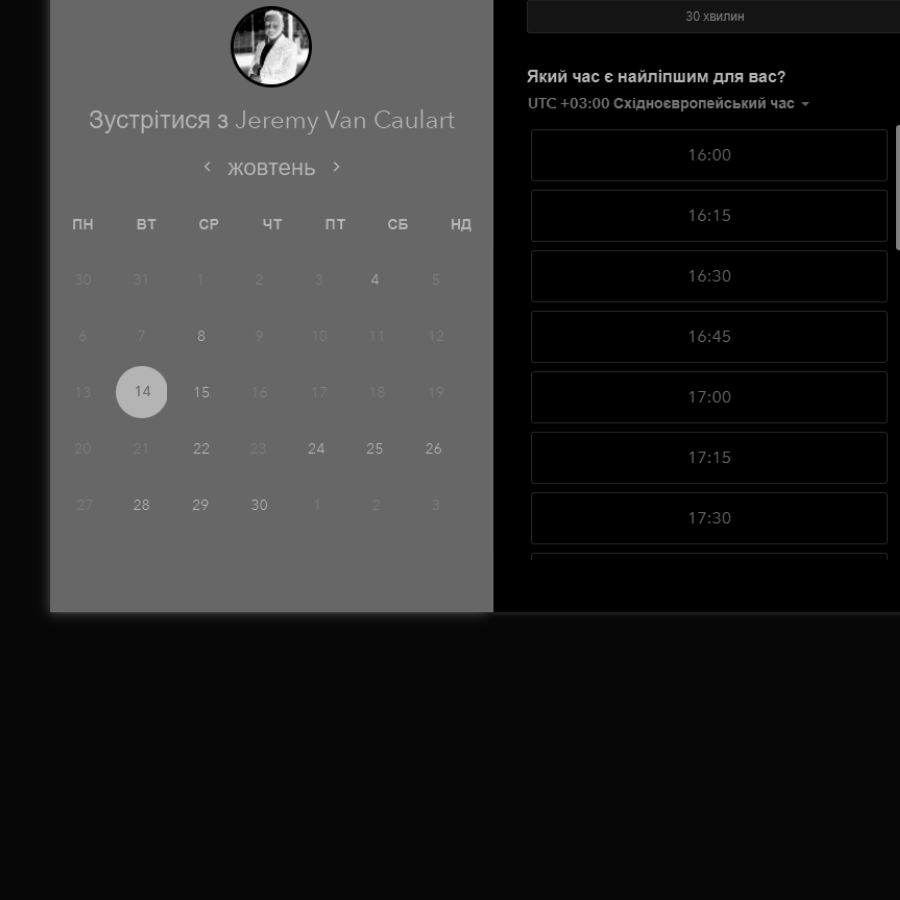 Зустрітися з Jeremy Van Caulart
жовтень
ПН ВТ СР ЧТ ПТ СБ НД
30 31 1 2 3 4 5
6 7 8 9 10 11 12
13 14 15 16 17 18 19
20 21 22 23 24 25 26
27 28 29 30 1 2 3
30 хвилин
Який час є найліпшим для вас?
UTC +03:00 Східноєвропейський час
16:00
16:15
16:30
16:45
17:00
17:15
17:30